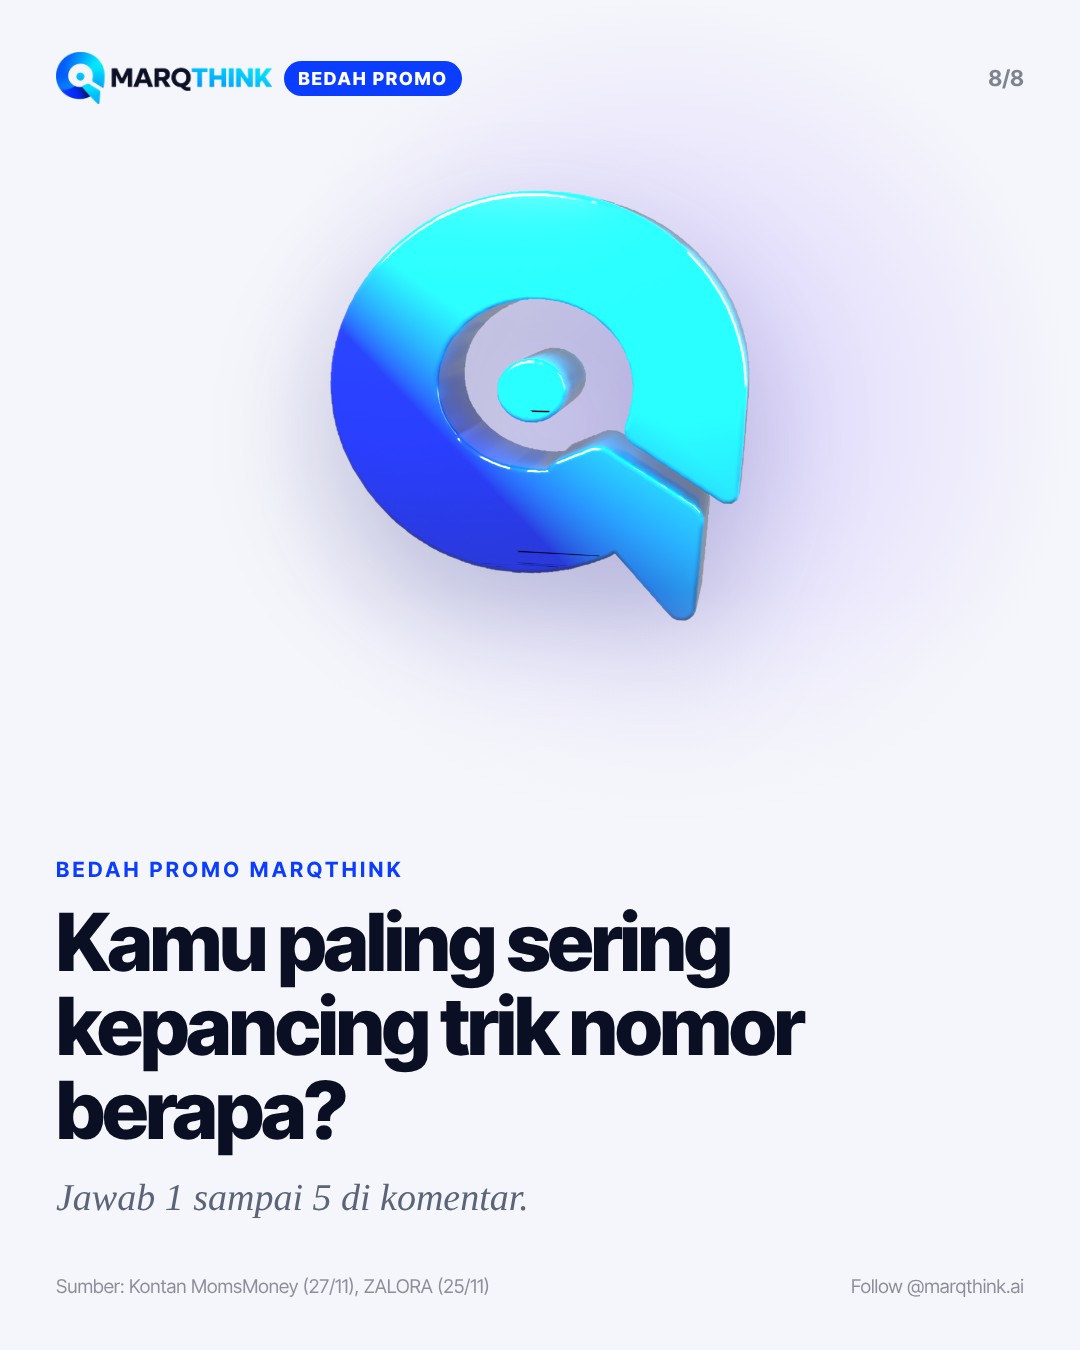 MARQTHINK BEDAH PROMO 8/8
BEDAH PROMO MARQTHINK
Kamu paling sering
kepancing trik nomor
berapa?
Jawab 1 sampai 5 di komentar.
Sumber: Kontan MomsMoney (27/11), ZALORA (25/11) Follow @marqthink.ai